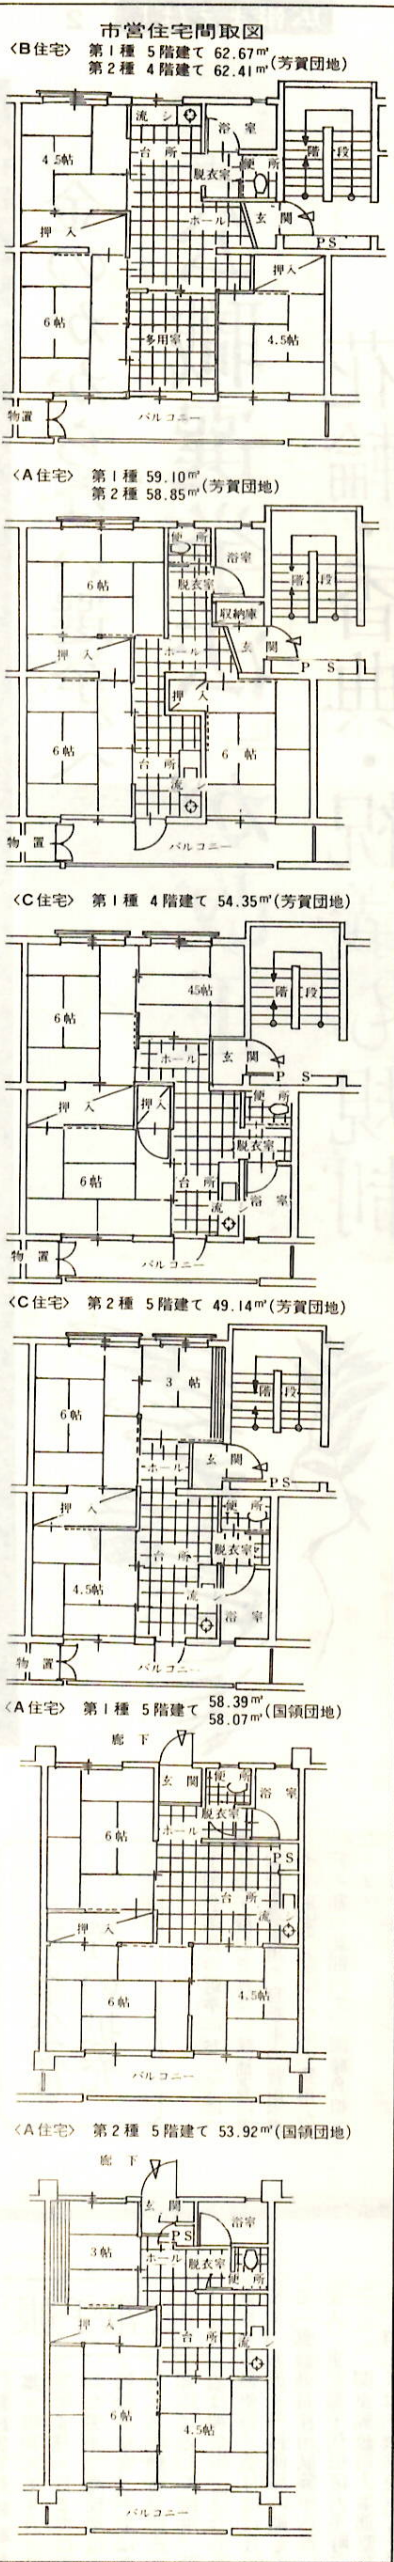 市営住宅間取図
〈B住宅〉 第1種 5階建て 62.67㎡
第2種 4階建て 62.41㎡(芳賀団地)
流シ
浴室
4.5帖
台所
階段
脱衣室
便所
ホール
玄関
押入
PS
押入
6帖
多用室
4.5帖
物置
バルコニー
〈A住宅〉 第1種 59.10㎡
第2種 58.85㎡(芳賀団地)
便所
浴室
6帖
脱衣室
階段
収納庫
押入
ホール
玄関
PS
押入
6帖
台所
6帖
流シ
物置
バルコニー
〈C住宅〉 第1種 4階建て 54.35㎡(芳賀団地)
6帖
4.5帖
階段
ホール
玄関
PS
押入
押入
便所
脱衣室
6帖
台所
流シ
浴室
物置
バルコニー
〈C住宅〉 第2種 5階建て 49.14㎡(芳賀団地)
3帖
6帖
階段
ホール
玄関
PS
押入
便所
台所
脱衣室
4.5帖
流シ
浴室
物置
バルコニー
〈A住宅〉 第1種 5階建て 58.39㎡
58.07㎡(国領団地)
廊下
玄関
便所
浴室
脱衣室
ホール
6帖
PS
台所
押入
流シ
6帖
4.5帖
バルコニー
〈A住宅〉 第2種 5階建て 53.92㎡(国領団地)
廊下
玄関
浴室
PS
3帖
ホール
脱衣室
便所
押入
台所
流シ
6帖
4.5帖
バルコニー